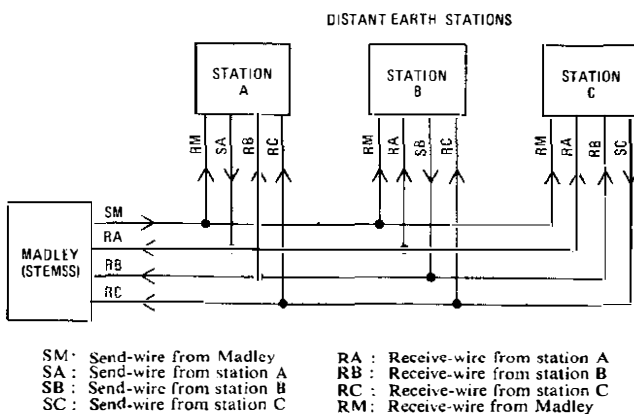 DISTANT EARTH STATIONS
STATION A
STATION B
STATION C
RM SA RB RC
RM RA SB RC
RM RA RB SC
MADLEY (STEMSS)
SM
RA
RB
RC
SM: Send-wire from Madley
SA : Send-wire from station A
SB : Send-wire from station B
SC : Send-wire from station C
RA : Receive-wire from station A
RB : Receive-wire from station B
RC : Receive-wire from station C
RM: Receive-wire from Madley